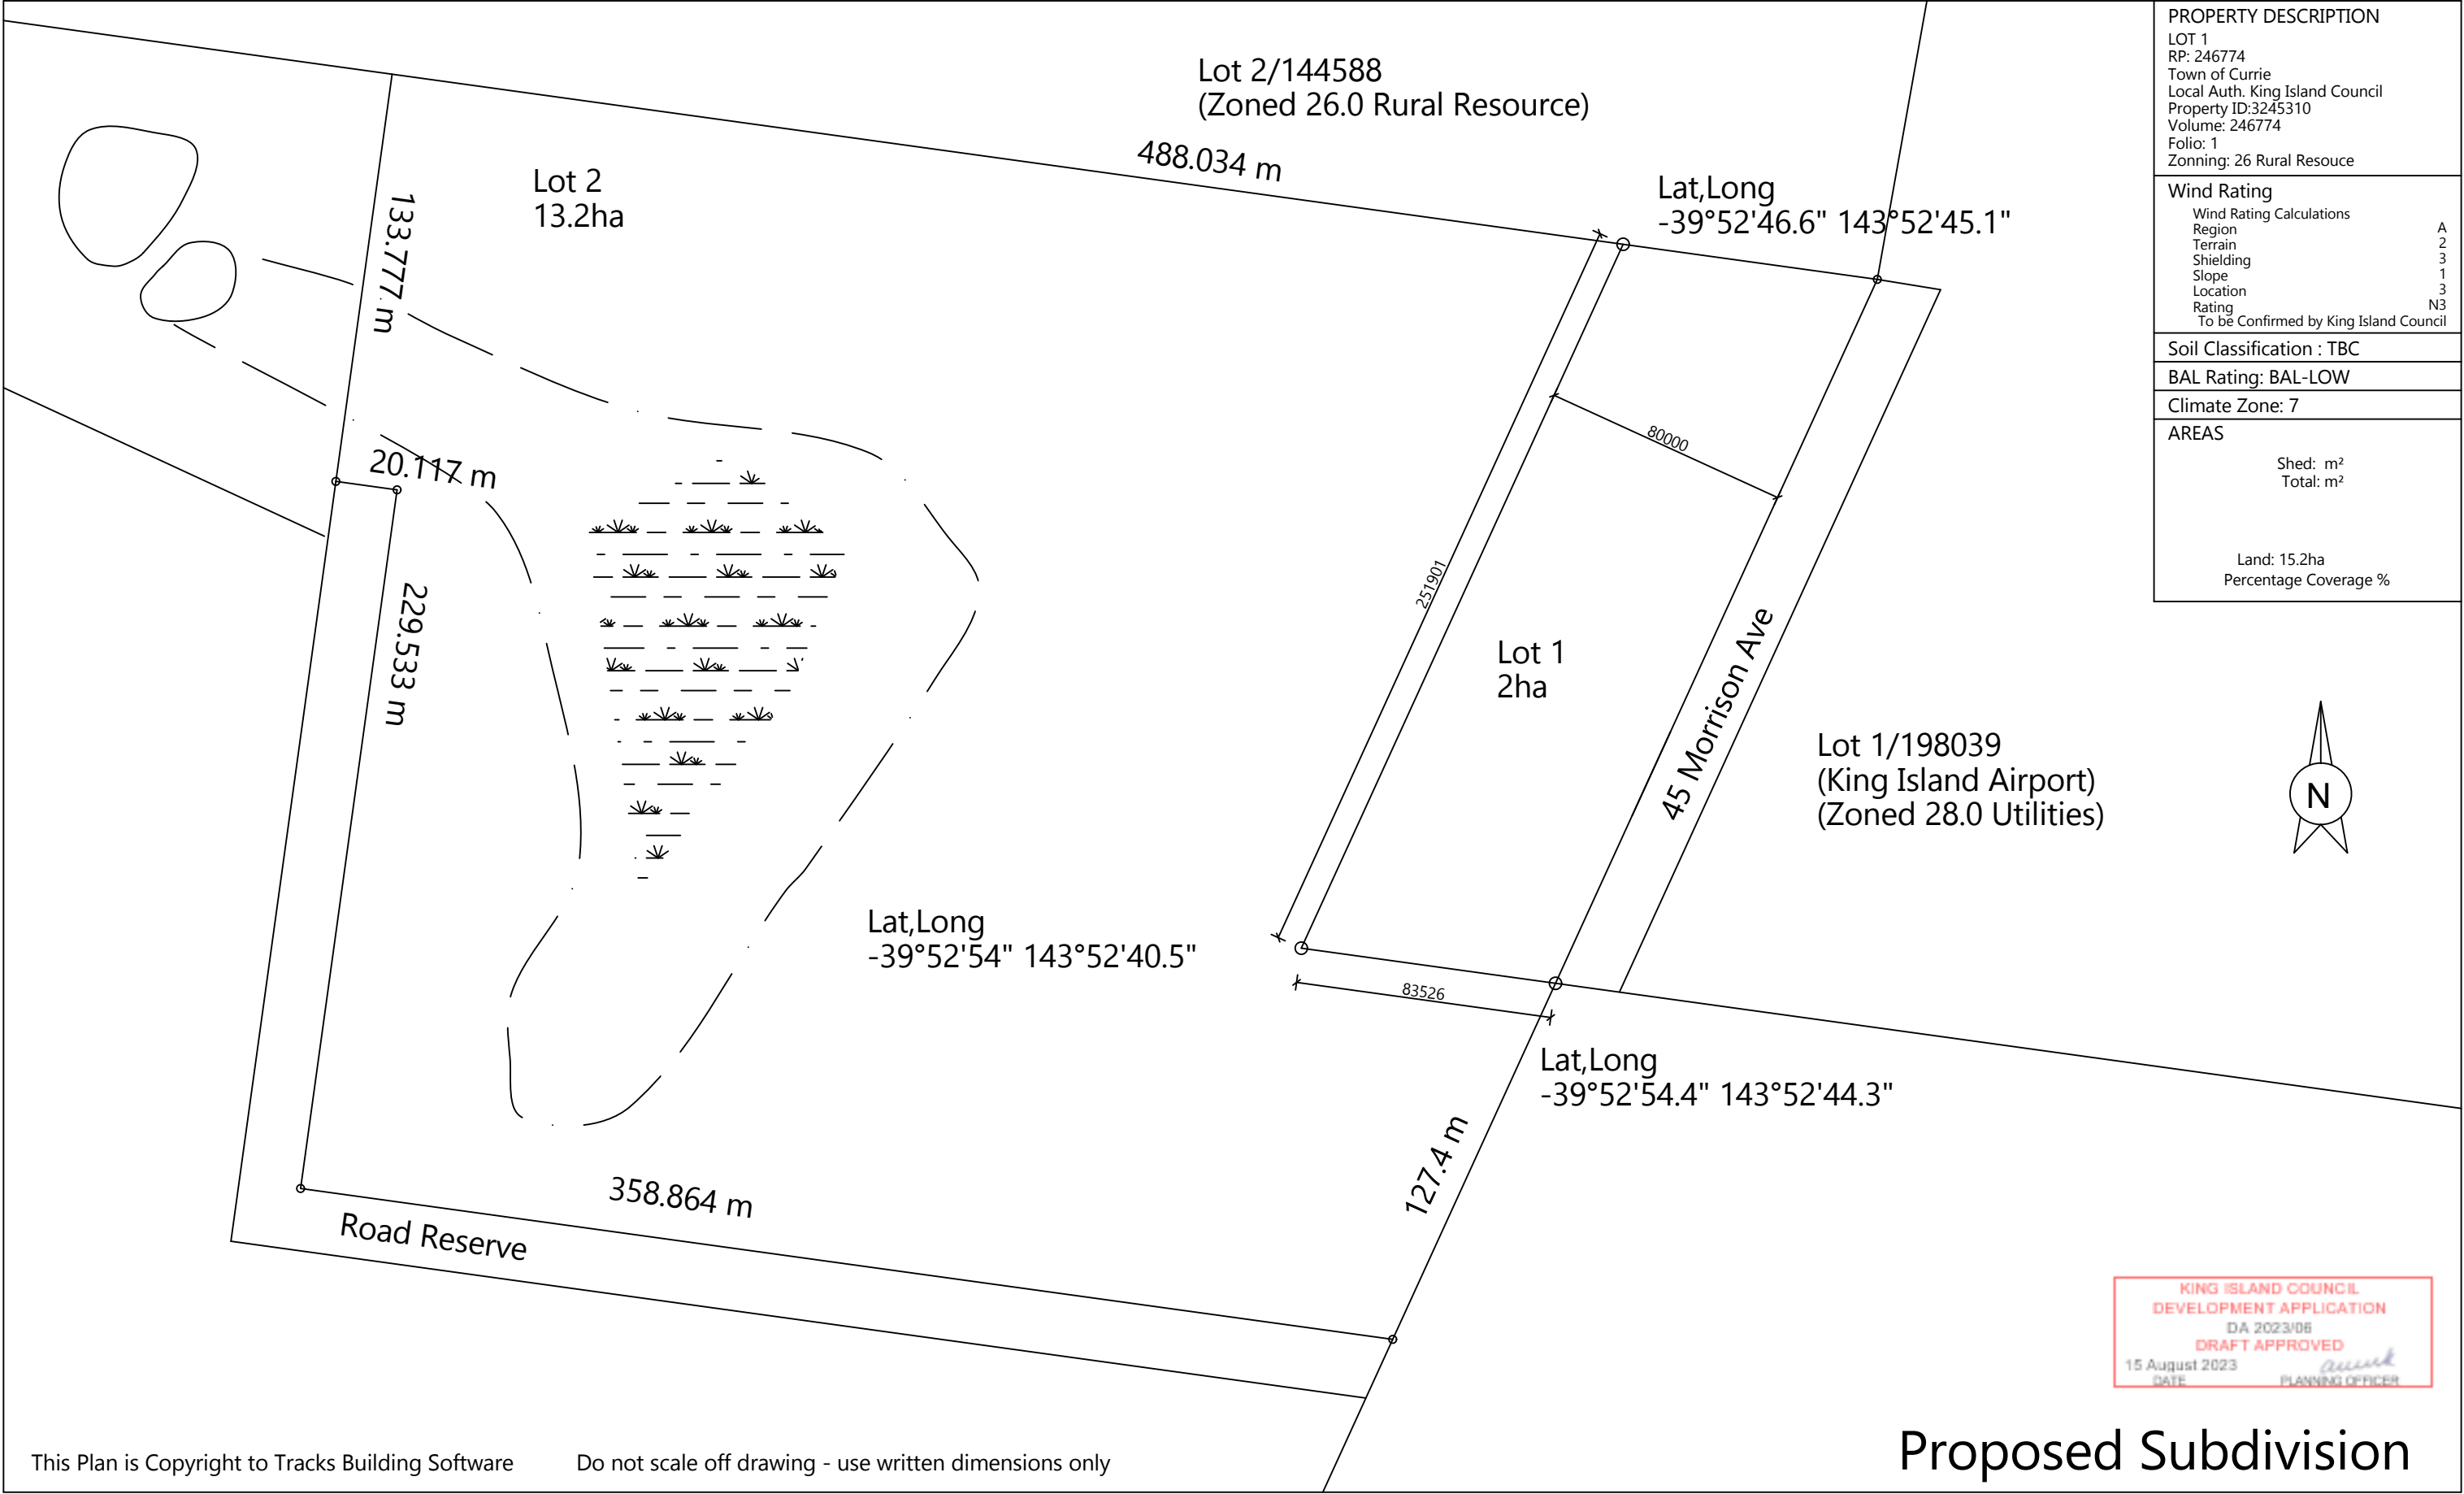 Lot 2/144588
(Zoned 26.0 Rural Resource)
488.034 m
Lot 2
13.2ha
133.777 m
Lat,Long
-39°52'46.6" 143°52'45.1"
20.117 m
229.533 m
80000
251901
Lot 1
2ha
45 Morrison Ave
Lot 1/198039
(King Island Airport)
(Zoned 28.0 Utilities)
Lat,Long
-39°52'54" 143°52'40.5"
83526
Lat,Long
-39°52'54.4" 143°52'44.3"
127.4 m
358.864 m
Road Reserve
PROPERTY DESCRIPTION
LOT 1
RP: 246774
Town of Currie
Local Auth. King Island Council
Property ID:3245310
Volume: 246774
Folio: 1
Zonning: 26 Rural Resouce
Wind Rating
Wind Rating Calculations
Region A
Terrain 2
Shielding 3
Slope 1
Location 3
Rating N3
To be Confirmed by King Island Council
Soil Classification : TBC
BAL Rating: BAL-LOW
Climate Zone: 7
AREAS
Shed: m²
Total: m²
Land: 15.2ha
Percentage Coverage %
N
KING ISLAND COUNCIL
DEVELOPMENT APPLICATION
DA 2023/06
DRAFT APPROVED
15 August 2023
DATE PLANNING OFFICER
Proposed Subdivision
This Plan is Copyright to Tracks Building Software Do not scale off drawing - use written dimensions only